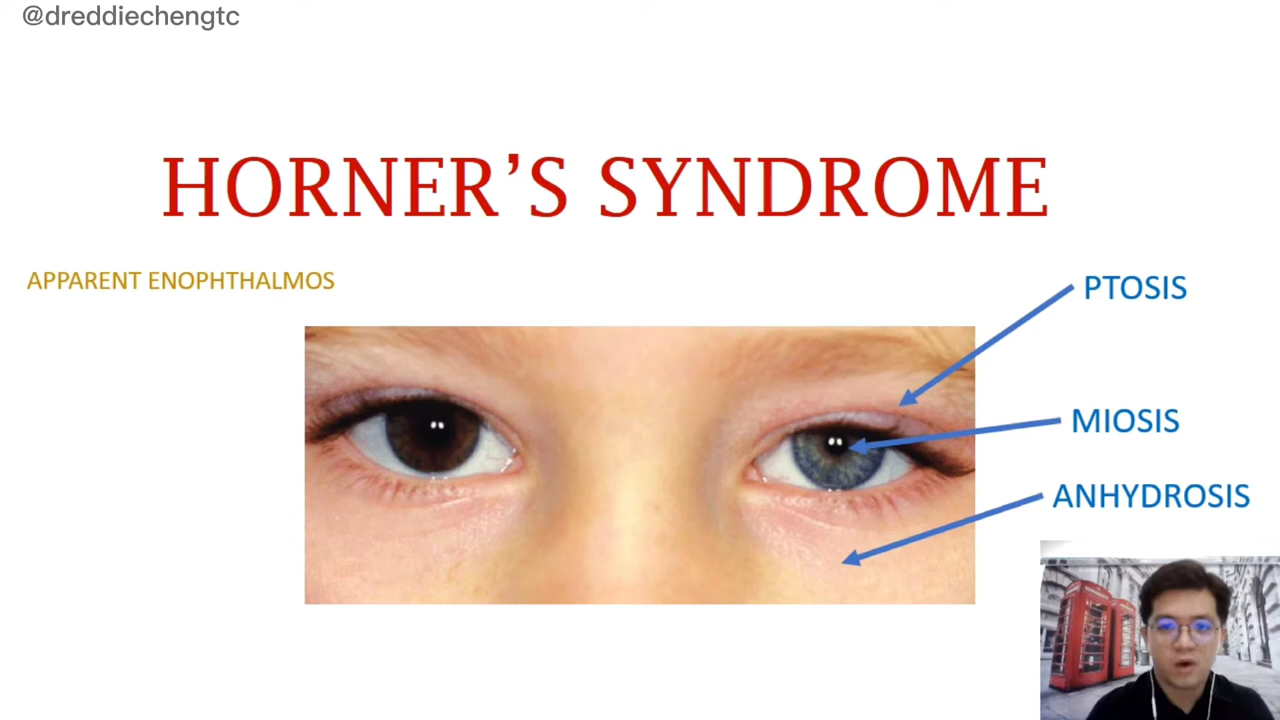 @dreddiechengtc
HORNER’S SYNDROME
APPARENT ENOPHTHALMOS
PTOSIS
MIOSIS
ANHYDROSIS